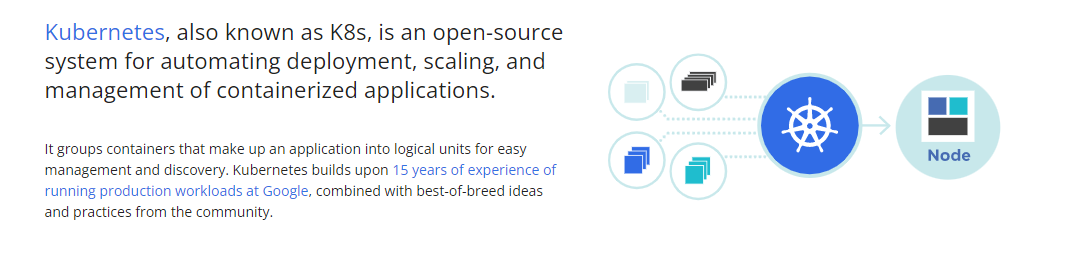 Kubernetes, also known as K8s, is an open-source
system for automating deployment, scaling, and
management of containerized applications.
It groups containers that make up an application into logical units for easy
management and discovery. Kubernetes builds upon 15 years of experience of
running production workloads at Google, combined with best-of-breed ideas
and practices from the community.
Node